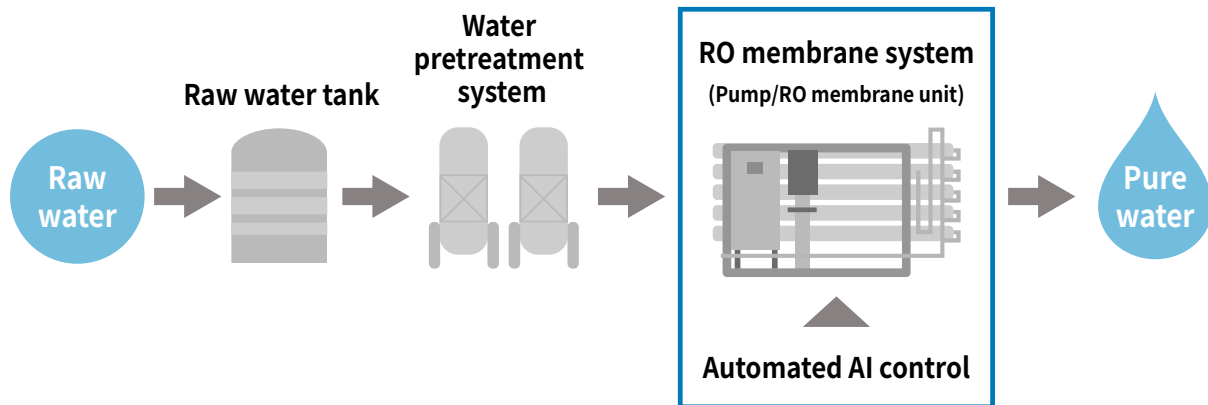 Raw
water
Raw water tank
Water
pretreatment
system
RO membrane system
(Pump/RO membrane unit)
Automated AI control
Pure
water